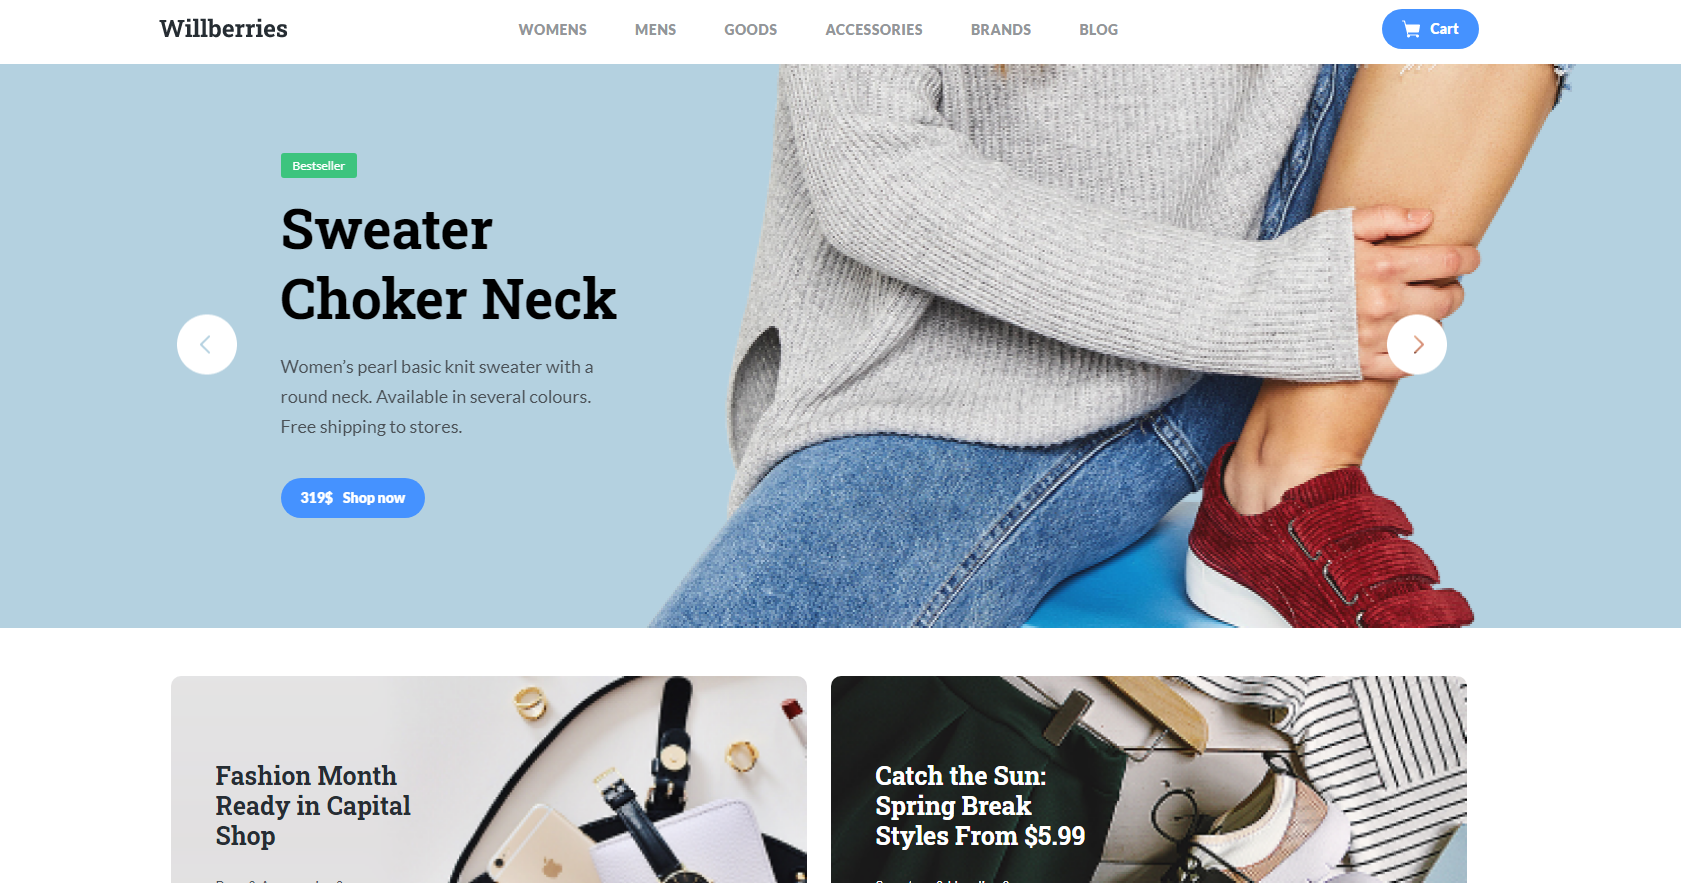 Willberries
WOMENS
MENS
GOODS
ACCESSORIES
BRANDS
BLOG
Cart
Bestseller
Sweater
Choker Neck
Women’s pearl basic knit sweater with a
round neck. Available in several colours.
Free shipping to stores.
319$ Shop now
Fashion Month
Ready in Capital
Shop
Catch the Sun:
Spring Break
Styles From $5.99